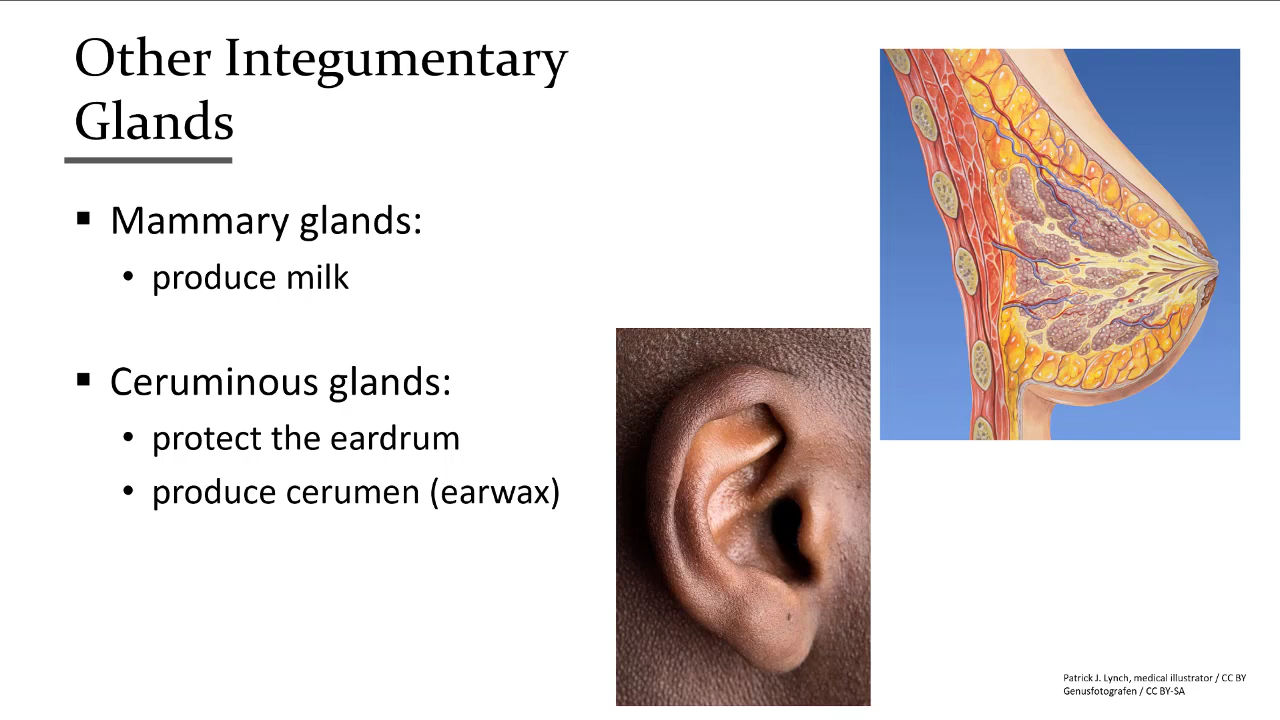 Other Integumentary
Glands
▪ Mammary glands:
• produce milk
▪ Ceruminous glands:
• protect the eardrum
• produce cerumen (earwax)
Patrick J. Lynch, medical illustrator / CC BY
Genusfotografen / CC BY-SA